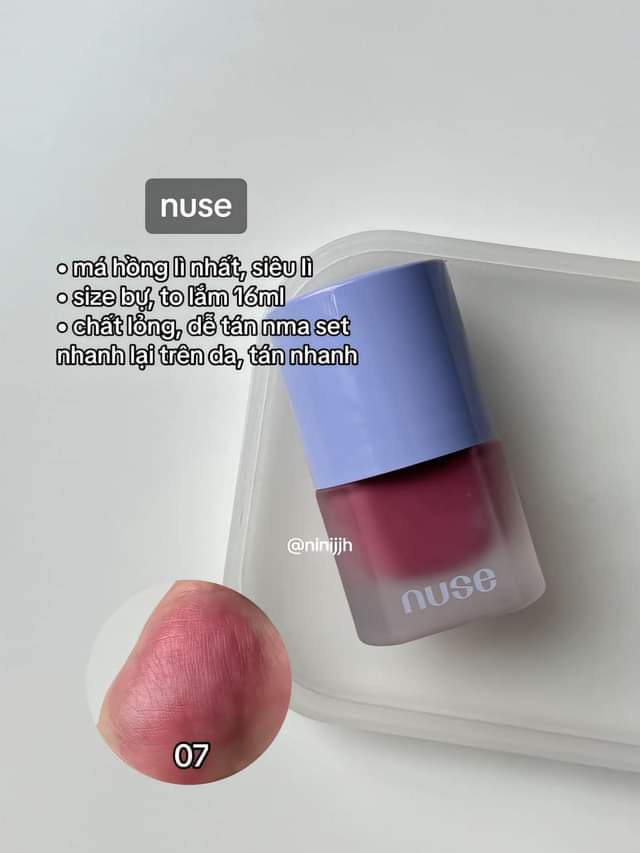 nuse
• má hồng lì nhất, siêu lì
• size bự, to lắm 16ml
• chất lỏng, dễ tán nma set
nhanh lại trên da, tán nhanh
@ninijjh
nuse
07